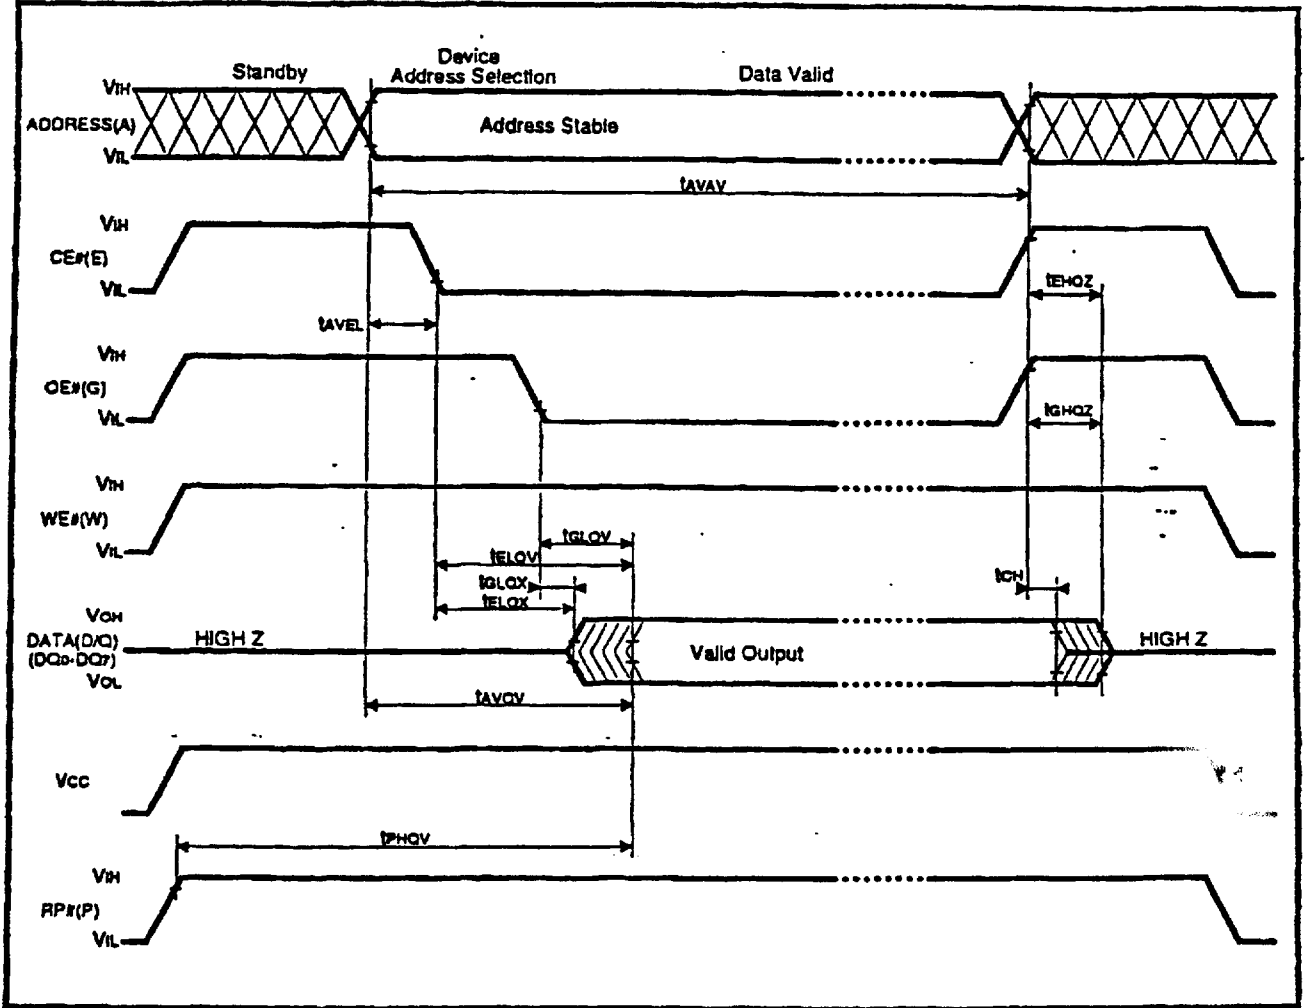 Standby
Device
Address Selection
Data Valid
VIH
ADDRESS(A)
Address Stable
VIL
tAVAV
VIH
CE#(E)
VIL
tEHQZ
tAVEL
VIH
OE#(G)
VIL
tGHQZ
VIH
WE#(W)
VIL
tGLQV
tELQV
tGLQX
tELQX
tOH
VOH
DATA(D/Q)
(DQ0-DQ7)
VOL
HIGH Z
Valid Output
HIGH Z
tAVQV
VCC
tPHQV
VIH
RP#(P)
VIL